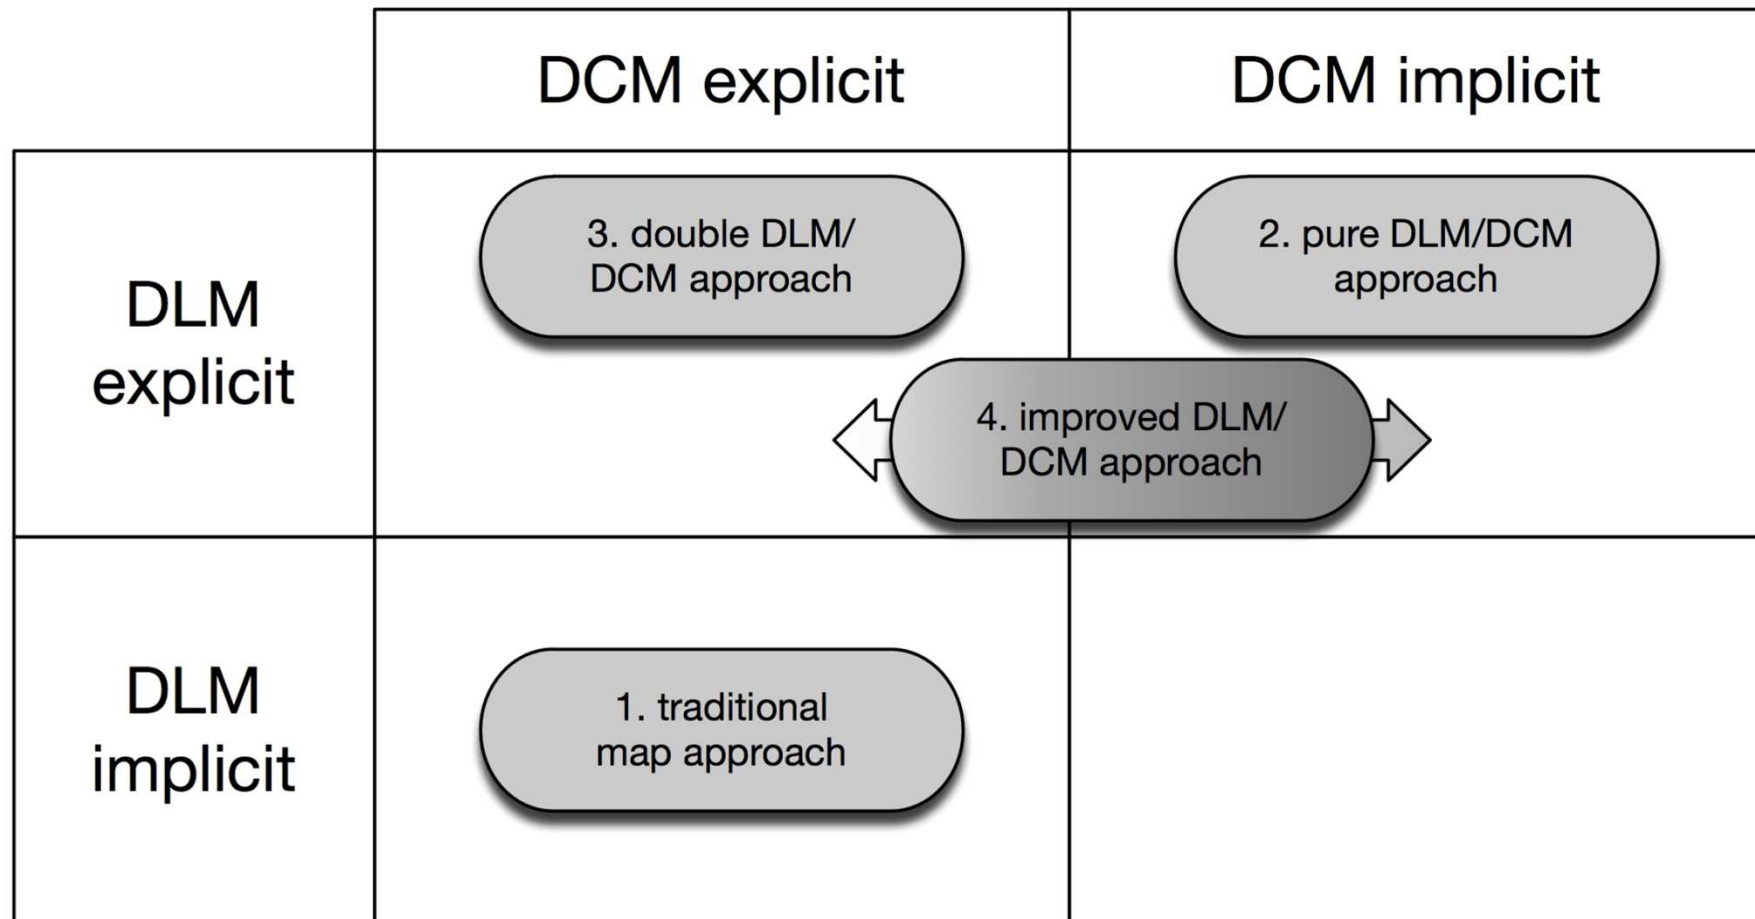 DCM explicit
DCM implicit
DLM
explicit
3. double DLM/
DCM approach
2. pure DLM/DCM
approach
4. improved DLM/
DCM approach
DLM
implicit
1. traditional
map approach